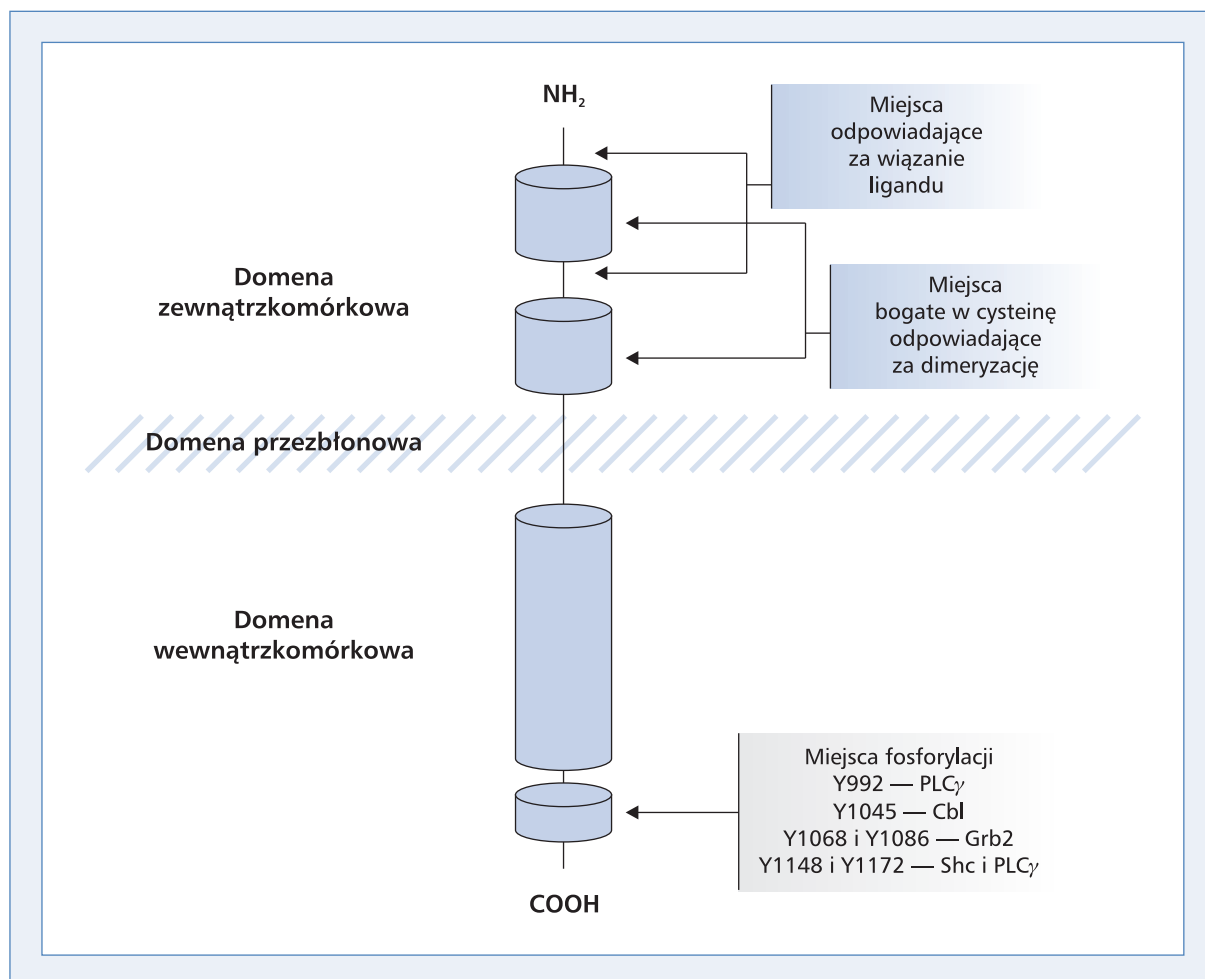 NH₂
Miejsca
odpowiadające
za wiązanie
ligandu
Domena
zewnątrzkomórkowa
Miejsca
bogate w cysteinę
odpowiadające
za dimeryzację
Domena przezbłonowa
Domena
wewnątrzkomórkowa
Miejsca fosforylacji
Y992 — PLCγ
Y1045 — Cbl
Y1068 i Y1086 — Grb2
Y1148 i Y1172 — Shc i PLCγ
COOH